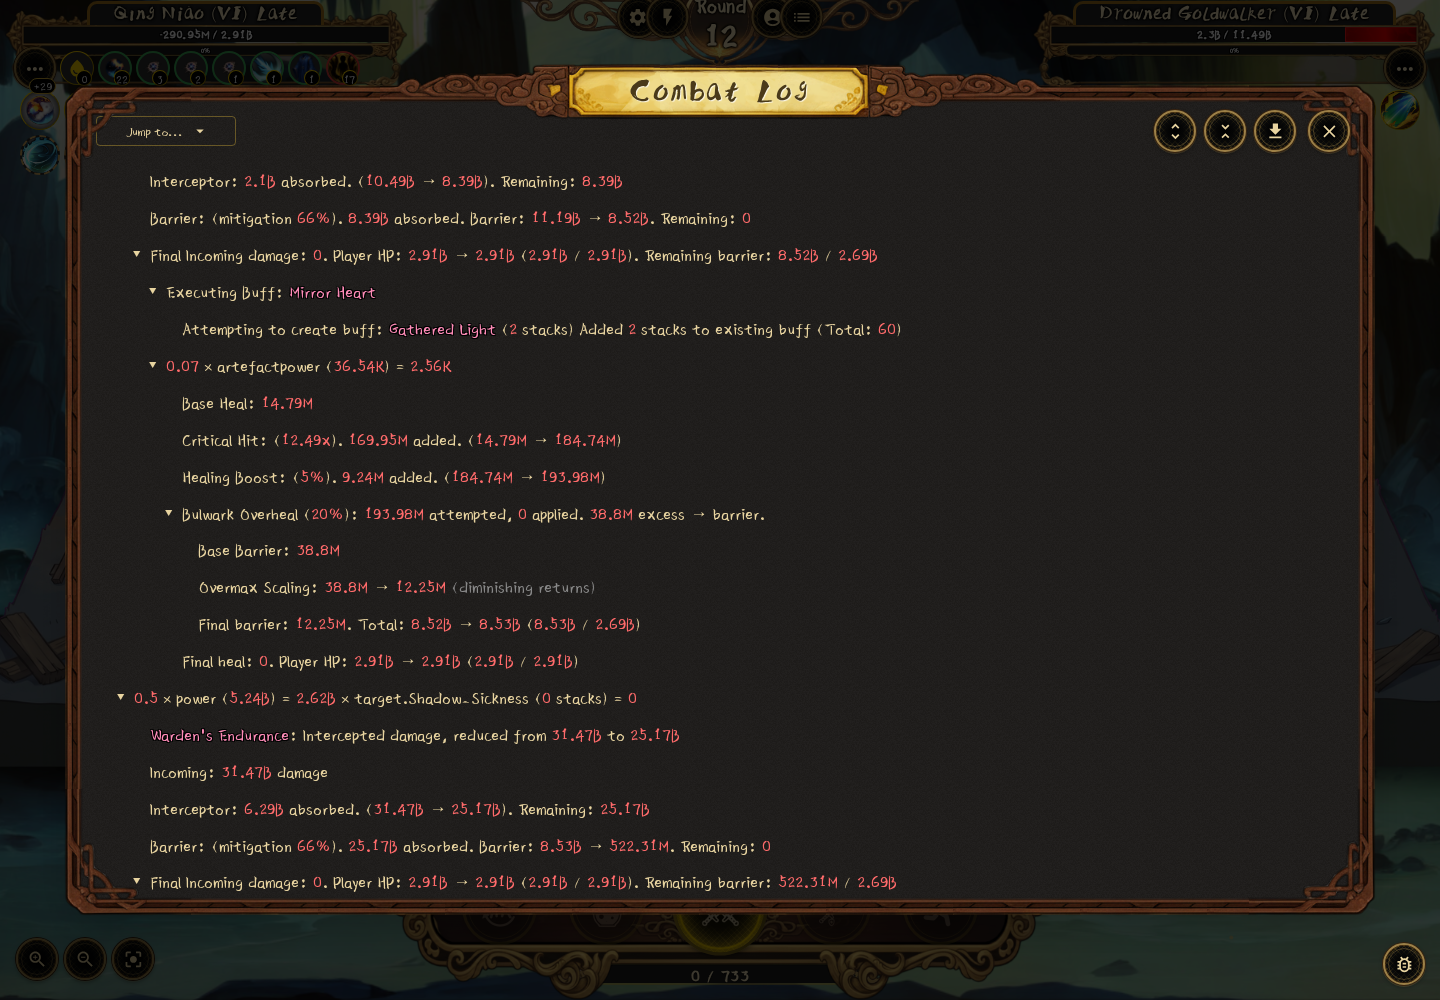 Qing Niao (VI) Late
-290.95M / 2.91B
0%
0 22 3 2 1 1 1 17
+29
Round
12
Drowned Goldwalker (VI) Late
2.3B / 11.49B
0%
Combat Log
Jump to...
Interceptor: 2.1B absorbed. (10.49B → 8.39B). Remaining: 8.39B
Barrier: (mitigation 66%). 8.39B absorbed. Barrier: 11.19B → 8.52B. Remaining: 0
Final Incoming damage: 0. Player HP: 2.91B → 2.91B (2.91B / 2.91B). Remaining barrier: 8.52B / 2.69B
Executing Buff: Mirror Heart
Attempting to create buff: Gathered Light (2 stacks) Added 2 stacks to existing buff (Total: 60)
0.07 × artefactpower (36.54K) = 2.56K
Base Heal: 14.79M
Critical Hit: (12.49x). 169.95M added. (14.79M → 184.74M)
Healing Boost: (5%). 9.24M added. (184.74M → 193.98M)
Bulwark Overheal (20%): 193.98M attempted, 0 applied. 38.8M excess → barrier.
Base Barrier: 38.8M
Overmax Scaling: 38.8M → 12.25M (diminishing returns)
Final barrier: 12.25M. Total: 8.52B → 8.53B (8.53B / 2.69B)
Final heal: 0. Player HP: 2.91B → 2.91B (2.91B / 2.91B)
0.5 × power (5.24B) = 2.62B × target.Shadow_Sickness (0 stacks) = 0
Warden's Endurance: Intercepted damage, reduced from 31.47B to 25.17B
Incoming: 31.47B damage
Interceptor: 6.29B absorbed. (31.47B → 25.17B). Remaining: 25.17B
Barrier: (mitigation 66%). 25.17B absorbed. Barrier: 8.53B → 522.31M. Remaining: 0
Final Incoming damage: 0. Player HP: 2.91B → 2.91B (2.91B / 2.91B). Remaining barrier: 522.31M / 2.69B
0 / 733